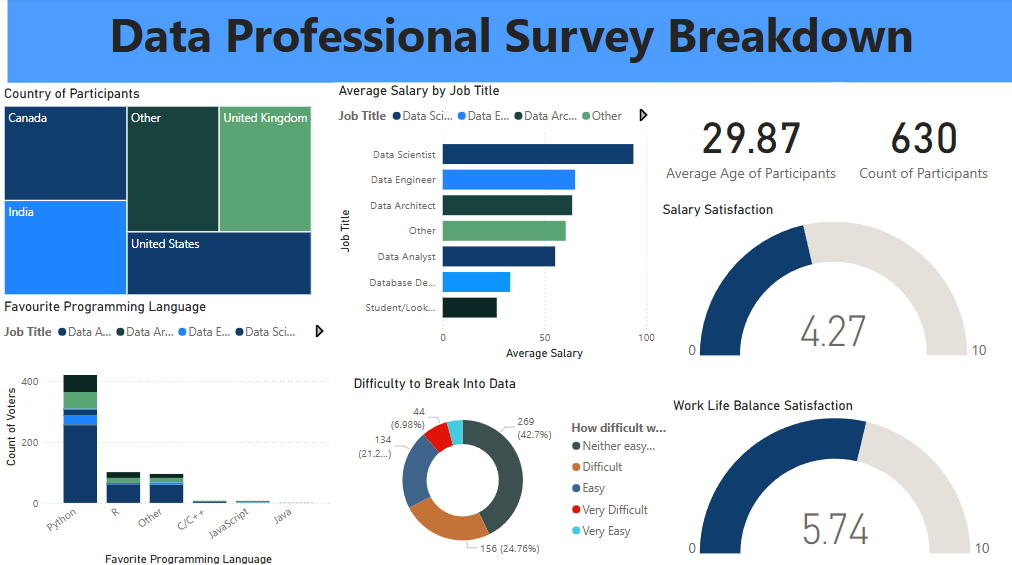 Data Professional Survey Breakdown
Country of Participants
Canada
Other
United Kingdom
India
United States
Average Salary by Job Title
Job Title
Data Sci...
Data E...
Data Arc...
Other
Job Title
Data Scientist
Data Engineer
Data Architect
Other
Data Analyst
Database De...
Student/Look...
0
50
100
Average Salary
29.87
Average Age of Participants
630
Count of Participants
Salary Satisfaction
4.27
0
10
Favourite Programming Language
Job Title
Data A...
Data Ar...
Data E...
Data Sci...
Count of Voters
400
200
0
Python
R
Other
C/C++
JavaScript
Java
Favorite Programming Language
Difficulty to Break Into Data
44
(6.98%)
269
(42.7%)
134
(21.2...)
156 (24.76%)
How difficult w...
Neither easy...
Difficult
Easy
Very Difficult
Very Easy
Work Life Balance Satisfaction
5.74
0
10